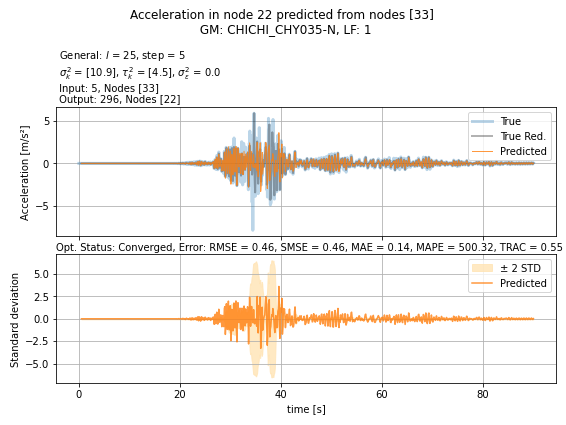 Acceleration in node 22 predicted from nodes [33]
GM: CHICHI_CHY035-N, LF: 1
General: l = 25, step = 5
σ²ₖ = [10.9], τ²ₖ = [4.5], σ²ε = 0.0
Input: 5, Nodes [33]
Output: 296, Nodes [22]
Acceleration [m/s²]
5
0
−5
True
True Red.
Predicted
Opt. Status: Converged, Error: RMSE = 0.46, SMSE = 0.46, MAE = 0.14, MAPE = 500.32, TRAC = 0.55
Standard deviation
5.0
2.5
0.0
−2.5
−5.0
± 2 STD
Predicted
0 20 40 60 80
time [s]